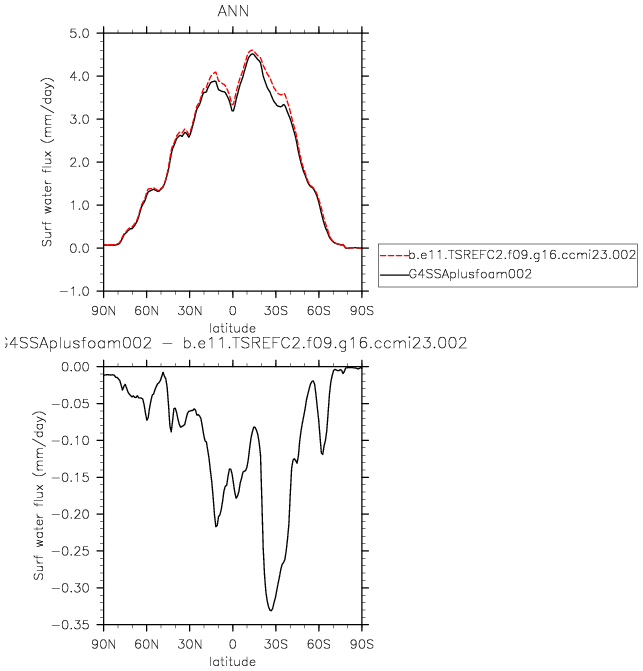 ANN
5.0
4.0
3.0
2.0
1.0
0.0
−1.0
Surf water flux (mm/day)
90N 60N 30N 0 30S 60S 90S
latitude
b.e11.TSREFC2.f09.g16.ccmi23.002
G4SSAplusfoam002
G4SSAplusfoam002 − b.e11.TSREFC2.f09.g16.ccmi23.002
0.00
−0.05
−0.10
−0.15
−0.20
−0.25
−0.30
−0.35
Surf water flux (mm/day)
90N 60N 30N 0 30S 60S 90S
latitude